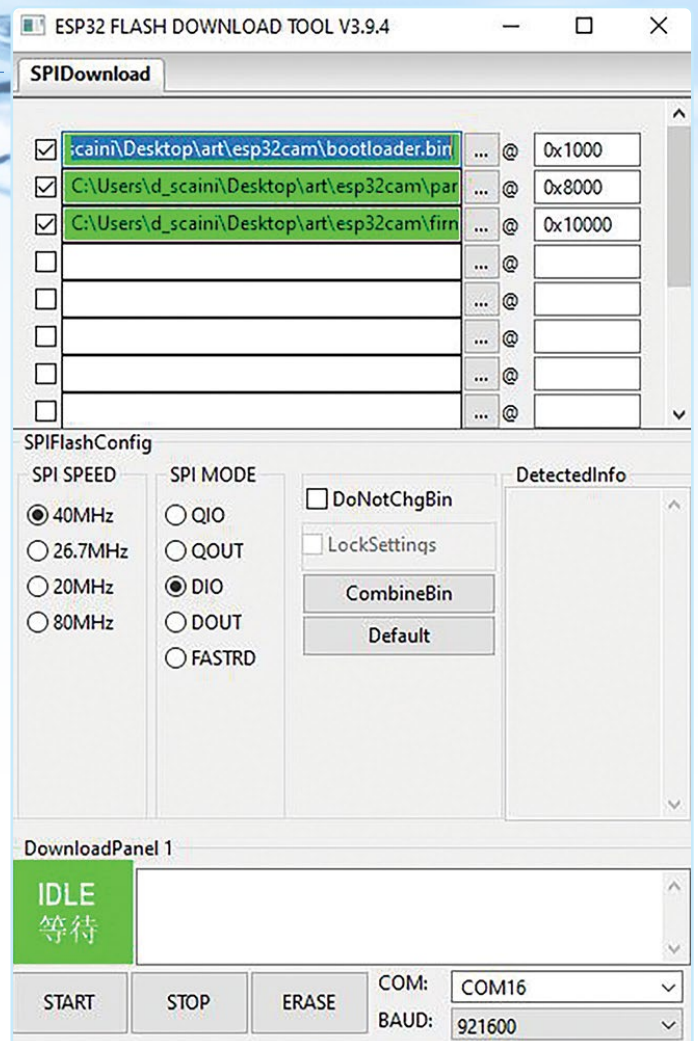 ESP32 FLASH DOWNLOAD TOOL V3.9.4
SPIDownload
scaini\Desktop\art\esp32cam\bootloader.bin ... @ 0x1000
C:\Users\d_scaini\Desktop\art\esp32cam\par ... @ 0x8000
C:\Users\d_scaini\Desktop\art\esp32cam\firn ... @ 0x10000
... @
... @
... @
... @
... @
SPIFlashConfig
SPI SPEED
40MHz
26.7MHz
20MHz
80MHz
SPI MODE
QIO
QOUT
DIO
DOUT
FASTRD
DoNotChgBin
LockSettings
CombineBin
Default
DetectedInfo
DownloadPanel 1
IDLE
等待
START STOP ERASE
COM: COM16
BAUD: 921600